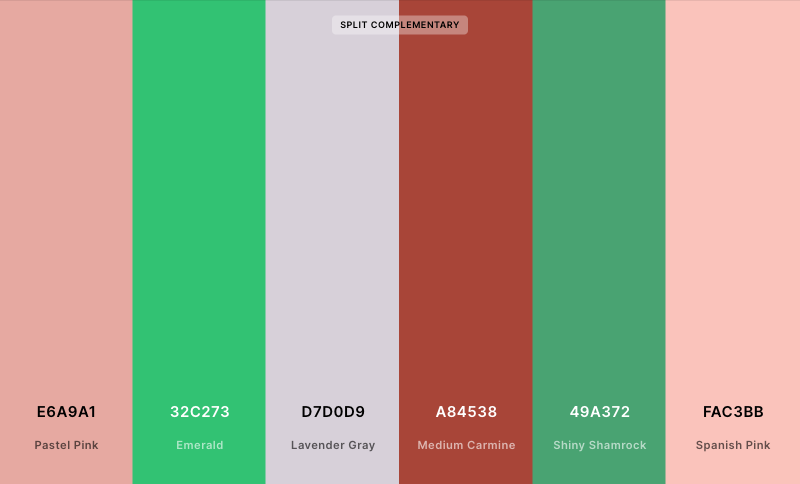 SPLIT COMPLEMENTARY
E6A9A1
32C273
D7D0D9
A84538
49A372
FAC3BB
Pastel Pink
Emerald
Lavender Gray
Medium Carmine
Shiny Shamrock
Spanish Pink